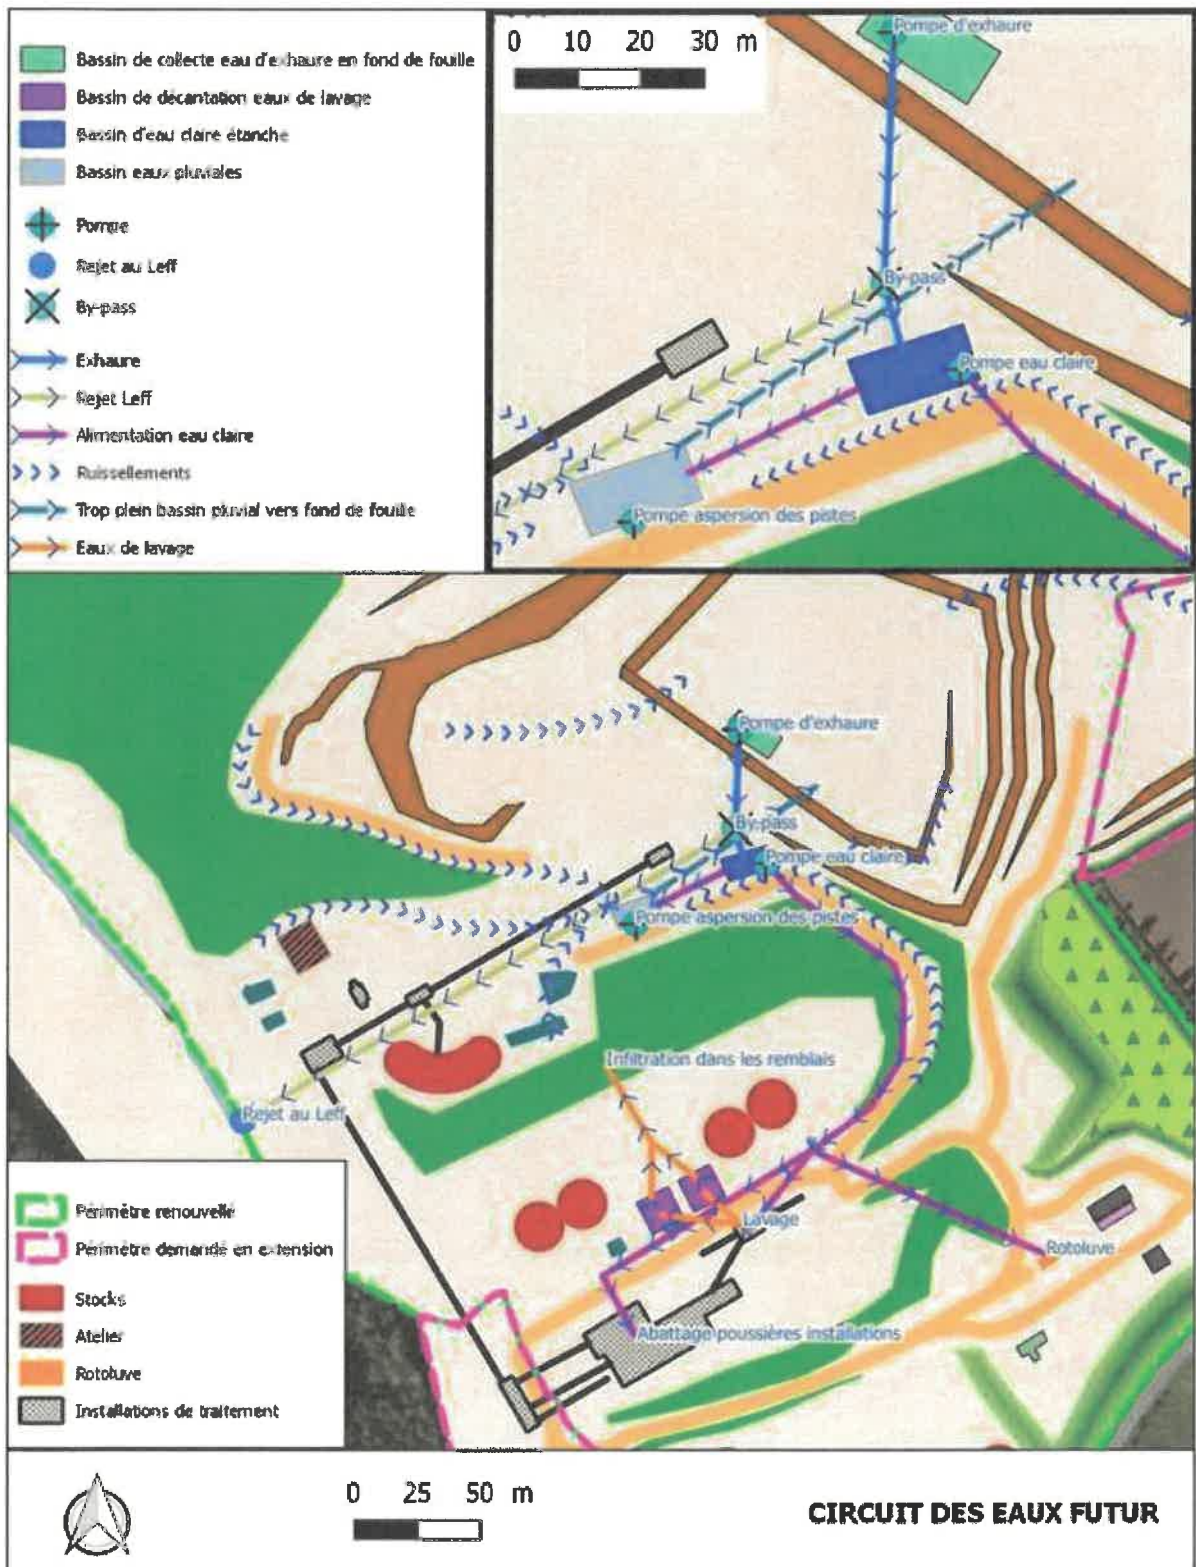 Bassin de collecte eau d'exhaure en fond de fouille
Bassin de décantation eaux de lavage
Bassin d'eau claire étanche
Bassin eaux pluviales
Pompe
Rejet au Leff
By-pass
Exhaure
Rejet Leff
Alimentation eau claire
Ruissellements
Trop plein bassin pluvial vers fond de fouille
Eaux de lavage
0 10 20 30 m
Pompe d'exhaure
By-pass
Pompe eau claire
Pompe aspersion des pistes
Pompe d'exhaure
By-pass
Pompe eau claire
Pompe aspersion des pistes
Infiltration dans les remblais
Rejet au Leff
Lavage
Rotoluve
Abattage poussières installations
Périmètre renouvellé
Périmètre demandé en extension
Stocks
Atelier
Rotoluve
Installations de traitement
0 25 50 m
CIRCUIT DES EAUX FUTUR